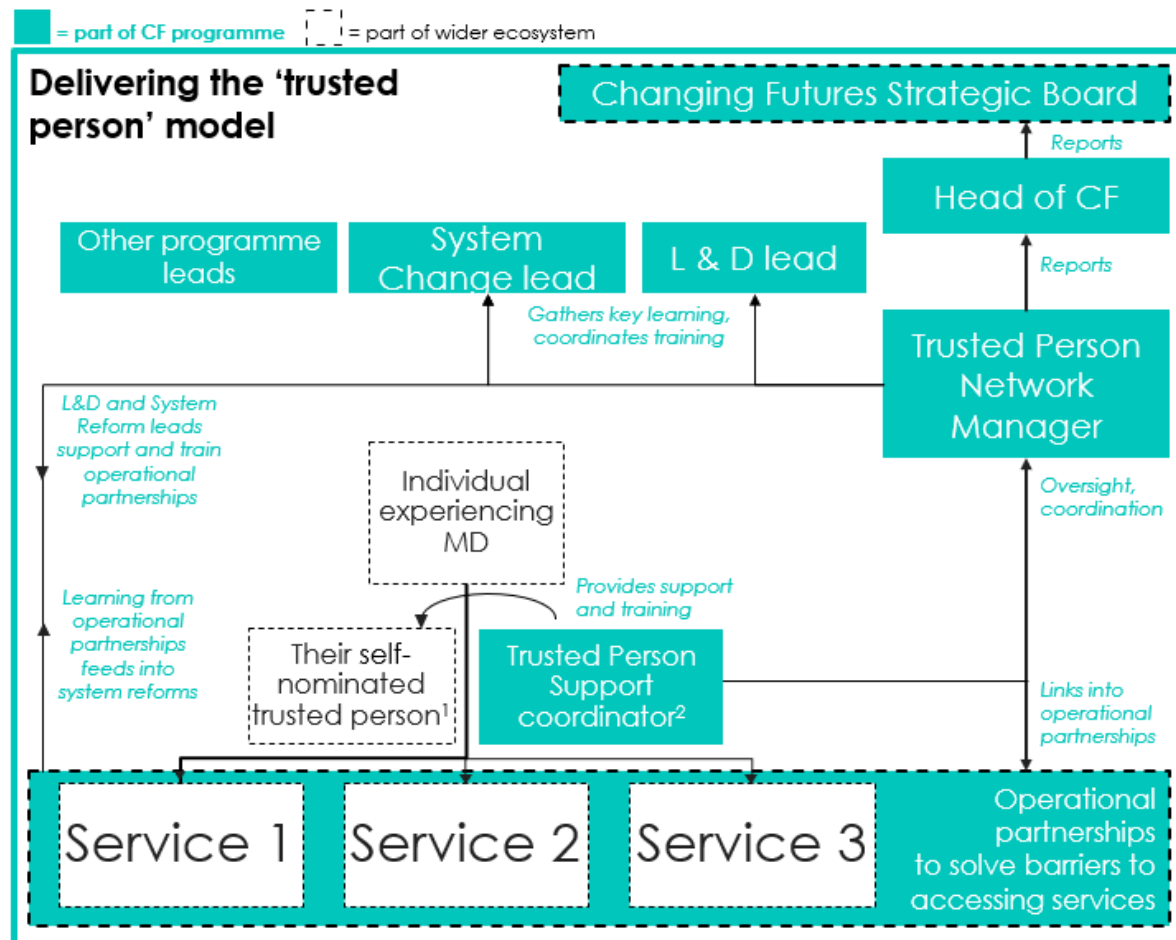 = part of CF programme
= part of wider ecosystem
Delivering the ‘trusted
person’ model
Changing Futures Strategic Board
Reports
Head of CF
Reports
Other programme
leads
System
Change lead
L & D lead
Gathers key learning,
coordinates training
Trusted Person
Network
Manager
L&D and System
Reform leads
support and train
operational
partnerships
Individual
experiencing
MD
Oversight,
coordination
Provides support
and training
Learning from
operational
partnerships
feeds into
system reforms
Their self-
nominated
trusted person¹
Trusted Person
Support
coordinator²
Links into
operational
partnerships
Service 1
Service 2
Service 3
Operational
partnerships
to solve barriers to
accessing services